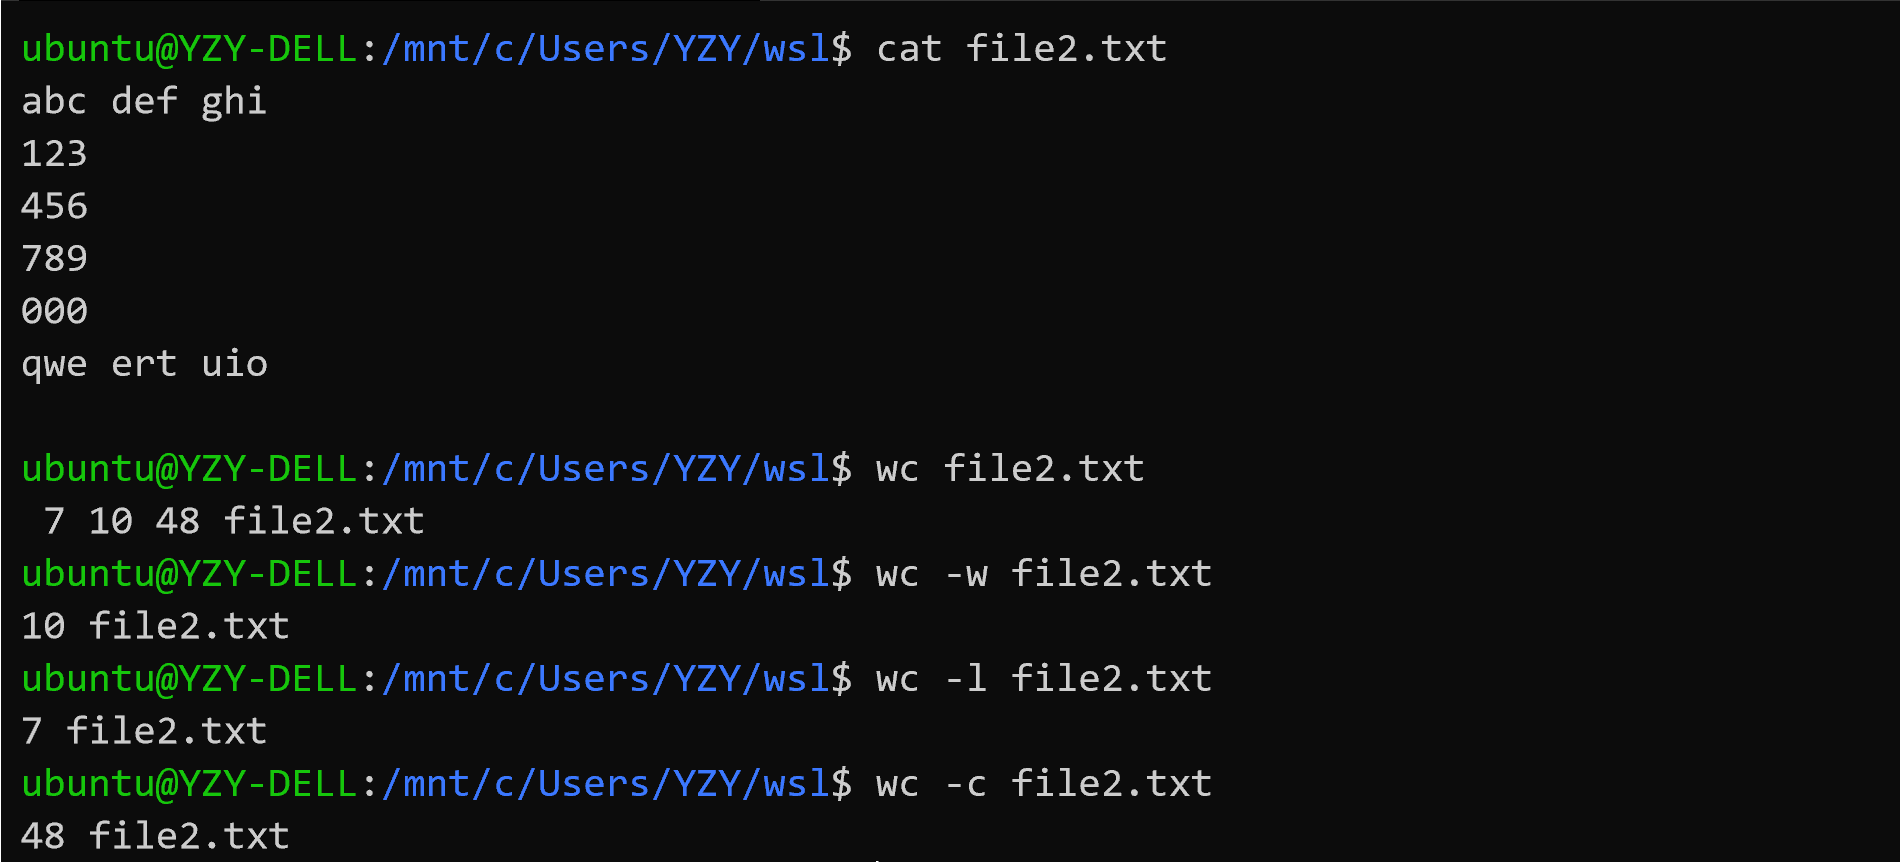 ubuntu@YZY-DELL:/mnt/c/Users/YZY/wsl$ cat file2.txt
abc def ghi
123
456
789
000
qwe ert uio

ubuntu@YZY-DELL:/mnt/c/Users/YZY/wsl$ wc file2.txt
 7 10 48 file2.txt
ubuntu@YZY-DELL:/mnt/c/Users/YZY/wsl$ wc -w file2.txt
10 file2.txt
ubuntu@YZY-DELL:/mnt/c/Users/YZY/wsl$ wc -l file2.txt
7 file2.txt
ubuntu@YZY-DELL:/mnt/c/Users/YZY/wsl$ wc -c file2.txt
48 file2.txt